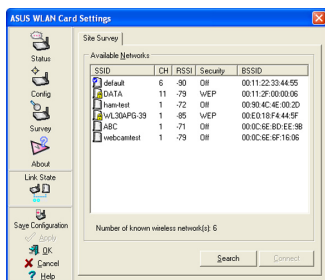 ASUS WLAN Card Settings
Status
Config
Survey
About
Link State
Save Configuration
Apply
OK
Cancel
Help
Site Survey
Available Networks
SSID CH RSSI Security BSSID
default 6 -90 Off 00:11:22:33:44:55
DATA 11 -79 WEP 00:11:2F:00:00:06
ham-test 1 -72 Off 00:90:4C:4E:00:2D
WL30APG-39 1 -85 WEP 00:E0:18:F4:44:5F
ABC 1 -71 Off 00:0C:6E:BD:EE:9B
webcamtest 1 -79 Off 00:0C:6E:6F:16:06
Number of known wireless network(s): 6
Search
Connect